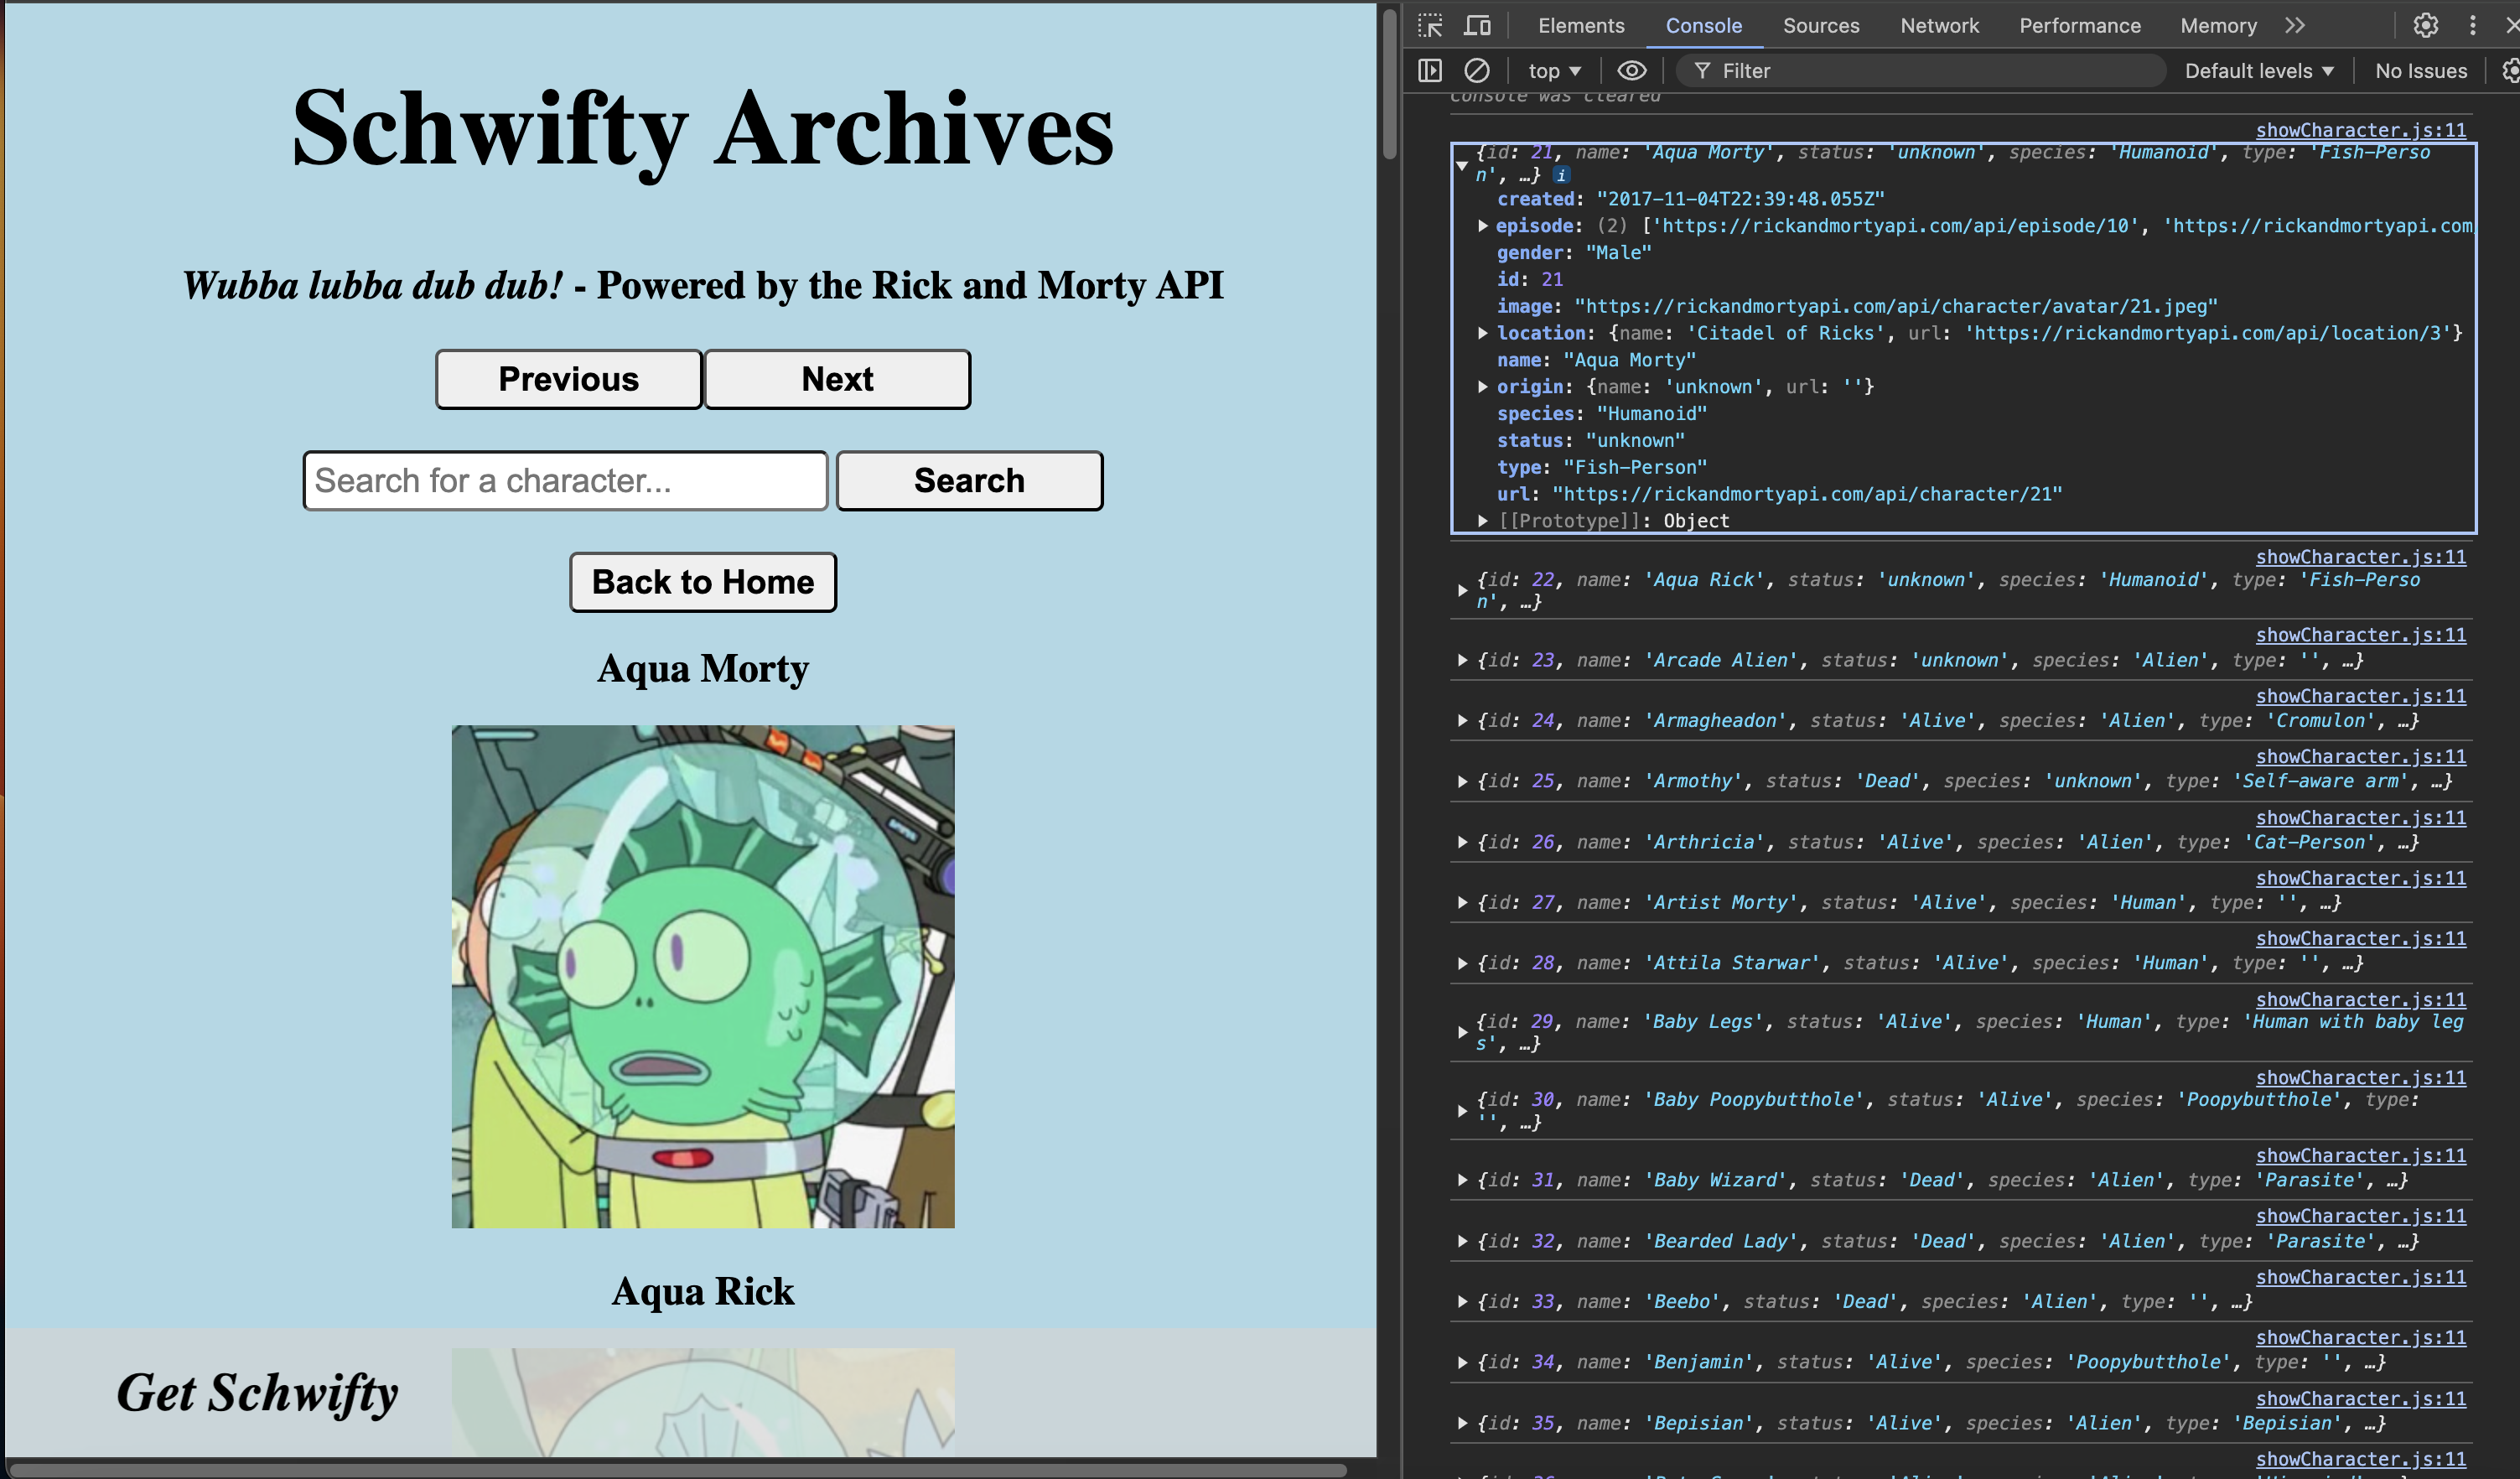 Schwifty Archives
Wubba lubba dub dub! - Powered by the Rick and Morty API
Previous
Next
Search for a character...
Search
Back to Home
Aqua Morty
Aqua Rick
Get Schwifty
Elements
Console
Sources
Network
Performance
Memory
top
Filter
Default levels
No Issues
Console was cleared
showCharacter.js:11
{id: 21, name: 'Aqua Morty', status: 'unknown', species: 'Humanoid', type: 'Fish-Perso
n', …} i
created: "2017-11-04T22:39:48.055Z"
episode: (2) ['https://rickandmortyapi.com/api/episode/10', 'https://rickandmortyapi.com
gender: "Male"
id: 21
image: "https://rickandmortyapi.com/api/character/avatar/21.jpeg"
location: {name: 'Citadel of Ricks', url: 'https://rickandmortyapi.com/api/location/3'}
name: "Aqua Morty"
origin: {name: 'unknown', url: ''}
species: "Humanoid"
status: "unknown"
type: "Fish-Person"
url: "https://rickandmortyapi.com/api/character/21"
[[Prototype]]: Object
showCharacter.js:11
{id: 22, name: 'Aqua Rick', status: 'unknown', species: 'Humanoid', type: 'Fish-Perso
n', …}
showCharacter.js:11
{id: 23, name: 'Arcade Alien', status: 'unknown', species: 'Alien', type: '', …}
showCharacter.js:11
{id: 24, name: 'Armagheadon', status: 'Alive', species: 'Alien', type: 'Cromulon', …}
showCharacter.js:11
{id: 25, name: 'Armothy', status: 'Dead', species: 'unknown', type: 'Self-aware arm', …}
showCharacter.js:11
{id: 26, name: 'Arthricia', status: 'Alive', species: 'Alien', type: 'Cat-Person', …}
showCharacter.js:11
{id: 27, name: 'Artist Morty', status: 'Alive', species: 'Human', type: '', …}
showCharacter.js:11
{id: 28, name: 'Attila Starwar', status: 'Alive', species: 'Human', type: '', …}
showCharacter.js:11
{id: 29, name: 'Baby Legs', status: 'Alive', species: 'Human', type: 'Human with baby leg
s', …}
showCharacter.js:11
{id: 30, name: 'Baby Poopybutthole', status: 'Alive', species: 'Poopybutthole', type:
'', …}
showCharacter.js:11
{id: 31, name: 'Baby Wizard', status: 'Dead', species: 'Alien', type: 'Parasite', …}
showCharacter.js:11
{id: 32, name: 'Bearded Lady', status: 'Dead', species: 'Alien', type: 'Parasite', …}
showCharacter.js:11
{id: 33, name: 'Beebo', status: 'Dead', species: 'Alien', type: '', …}
showCharacter.js:11
{id: 34, name: 'Benjamin', status: 'Alive', species: 'Poopybutthole', type: '', …}
showCharacter.js:11
{id: 35, name: 'Bepisian', status: 'Alive', species: 'Alien', type: 'Bepisian', …}
showCharacter.js:11